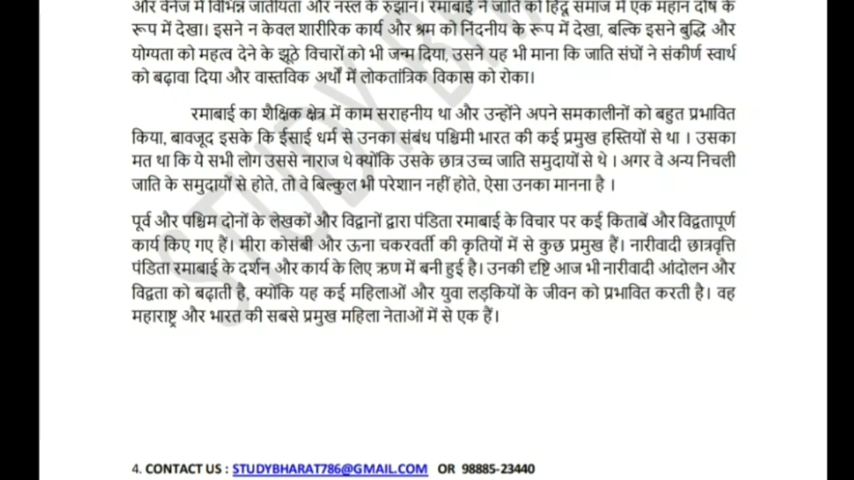 और वेनेज में विभिन्न जातीयता और नस्ल के रुझान। रमाबाई ने जाति को हिंदू समाज में एक महान दोष के
रूप में देखा। इसने न केवल शारीरिक कार्य और श्रम को निंदनीय के रूप में देखा, बल्कि इसने बुद्धि और
योग्यता को महत्व देने के झूठे विचारों को भी जन्म दिया, उसने यह भी माना कि जाति संघों ने संकीर्ण स्वार्थ
को बढ़ावा दिया और वास्तविक अर्थों में लोकतांत्रिक विकास को रोका।
रमाबाई का शैक्षिक क्षेत्र में काम सराहनीय था और उन्होंने अपने समकालीनों को बहुत प्रभावित
किया, बावजूद इसके कि ईसाई धर्म से उनका संबंध पश्चिमी भारत की कई प्रमुख हस्तियों से था । उसका
मत था कि ये सभी लोग उससे नाराज थे क्योंकि उसके छात्र उच्च जाति समुदायों से थे । अगर वे अन्य निचली
जाति के समुदायों से होते, तो वे बिल्कुल भी परेशान नहीं होते, ऐसा उनका मानना है ।
पूर्व और पश्चिम दोनों के लेखकों और विद्वानों द्वारा पंडिता रमाबाई के विचार पर कई किताबें और विद्वतापूर्ण
कार्य किए गए हैं। मीरा कोसंबी और ऊना चकरवर्ती की कृतियों में से कुछ प्रमुख हैं। नारीवादी छात्रवृत्ति
पंडिता रमाबाई के दर्शन और कार्य के लिए ऋण में बनी हुई है। उनकी दृष्टि आज भी नारीवादी आंदोलन और
विद्वता को बढ़ाती है, क्योंकि यह कई महिलाओं और युवा लड़कियों के जीवन को प्रभावित करती है। वह
महाराष्ट्र और भारत की सबसे प्रमुख महिला नेताओं में से एक हैं।
STUDY BH
4. CONTACT US : STUDYBHARAT786@GMAIL.COM OR 98885-23440